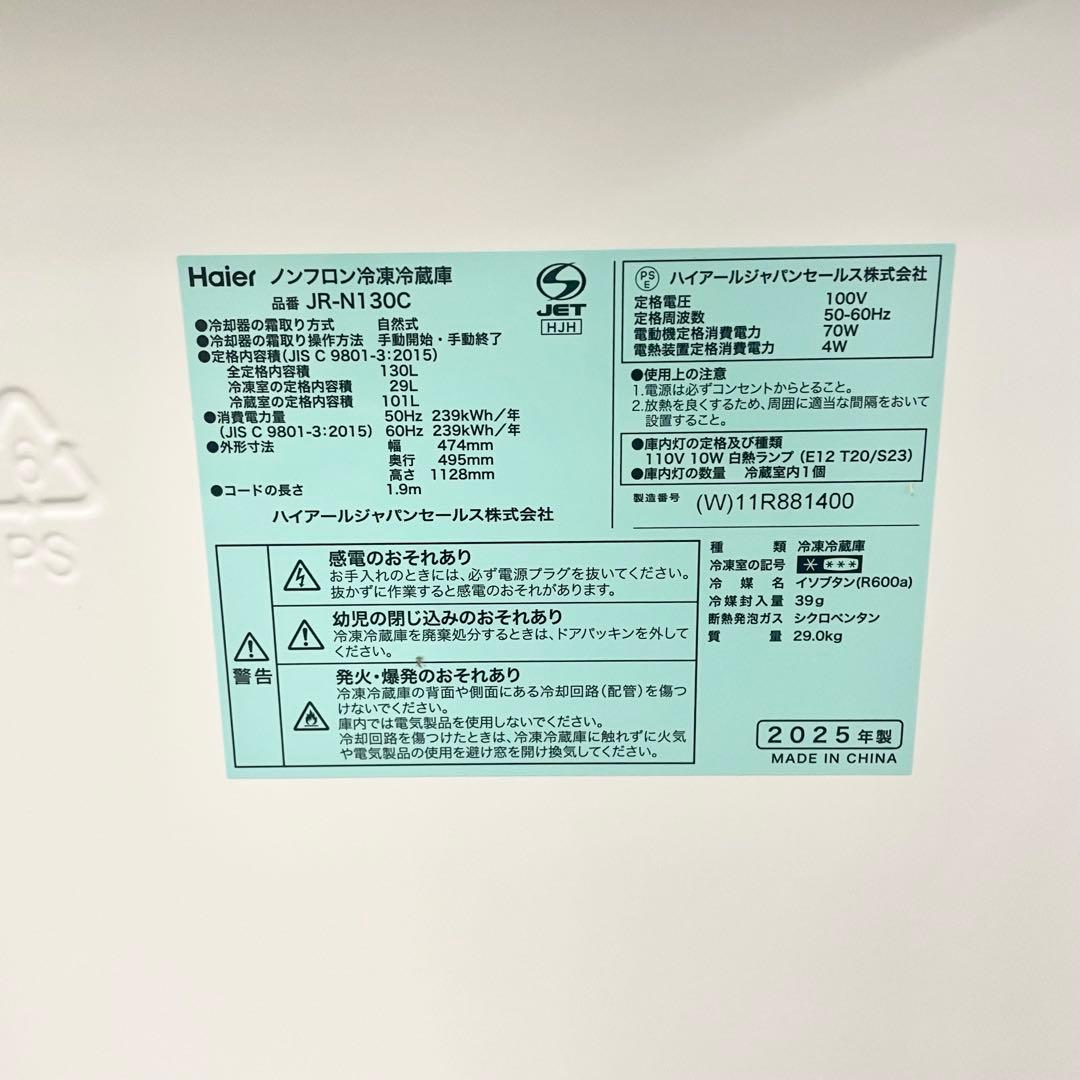 Haier ノンフロン冷凍冷蔵庫
品番 JR-N130C
JET
HJH
●冷却器の霜取り方式 自然式
●冷却器の霜取り操作方法 手動開始・手動終了
●定格内容積(JIS C 9801-3:2015)
全定格内容積 130L
冷凍室の定格内容積 29L
冷蔵室の定格内容積 101L
●消費電力量 50Hz 239kWh/年
(JIS C 9801-3:2015) 60Hz 239kWh/年
●外形寸法 幅 474mm
奥行 495mm
高さ 1128mm
●コードの長さ 1.9m
ハイアールジャパンセールス株式会社
PS
E
ハイアールジャパンセールス株式会社
定格電圧 100V
定格周波数 50-60Hz
電動機定格消費電力 70W
電熱装置定格消費電力 4W
●使用上の注意
1.電源は必ずコンセントからとること。
2.放熱を良くするため、周囲に適当な間隔をおいて
設置すること。
●庫内灯の定格及び種類
110V 10W 白熱ランプ (E12 T20/S23)
●庫内灯の数量 冷蔵室内1個
製造番号 (W)11R881400
警告
感電のおそれあり
お手入れのときには、必ず電源プラグを抜いてください。
抜かずに作業すると感電のおそれがあります。
幼児の閉じ込みのおそれあり
冷凍冷蔵庫を廃棄処分するときは、ドアパッキンを外して
ください。
発火・爆発のおそれあり
冷凍冷蔵庫の背面や側面にある冷却回路(配管)を傷つ
けないでください。
庫内では電気製品を使用しないでください。
冷却回路を傷つけたときは、冷凍冷蔵庫に触れずに火気
や電気製品の使用を避け窓を開け換気してください。
種類 冷凍冷蔵庫
冷凍室の記号 * ***
冷媒名 イソブタン(R600a)
冷媒封入量 39g
断熱発泡ガス シクロペンタン
質量 29.0kg
2025年製
MADE IN CHINA
6
PS